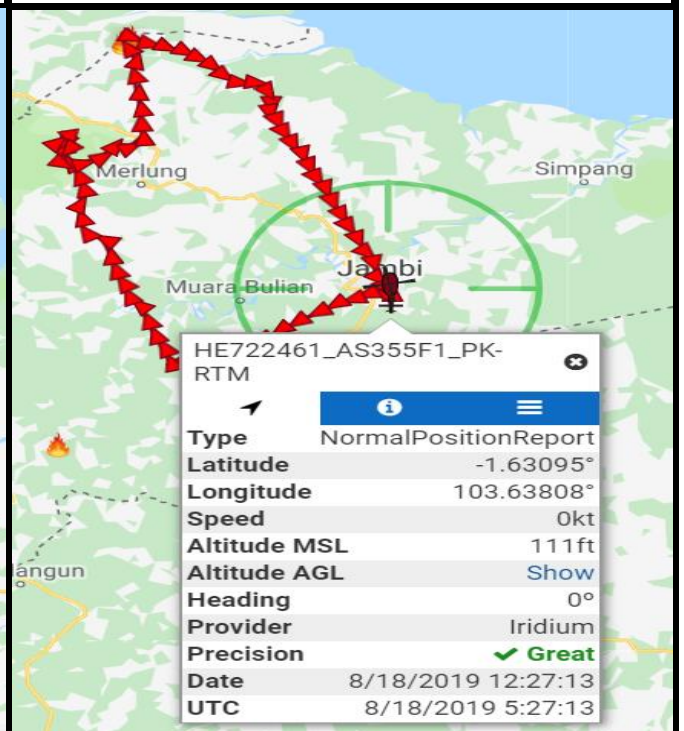 Merlung
Simpang
Jambi
Muara Bulian
HE722461_AS355F1_PK-
RTM
Type NormalPositionReport
Latitude -1.63095°
Longitude 103.63808°
Speed 0kt
Altitude MSL 111ft
Altitude AGL Show
Heading 0°
Provider Iridium
Precision ✔ Great
Date 8/18/2019 12:27:13
UTC 8/18/2019 5:27:13